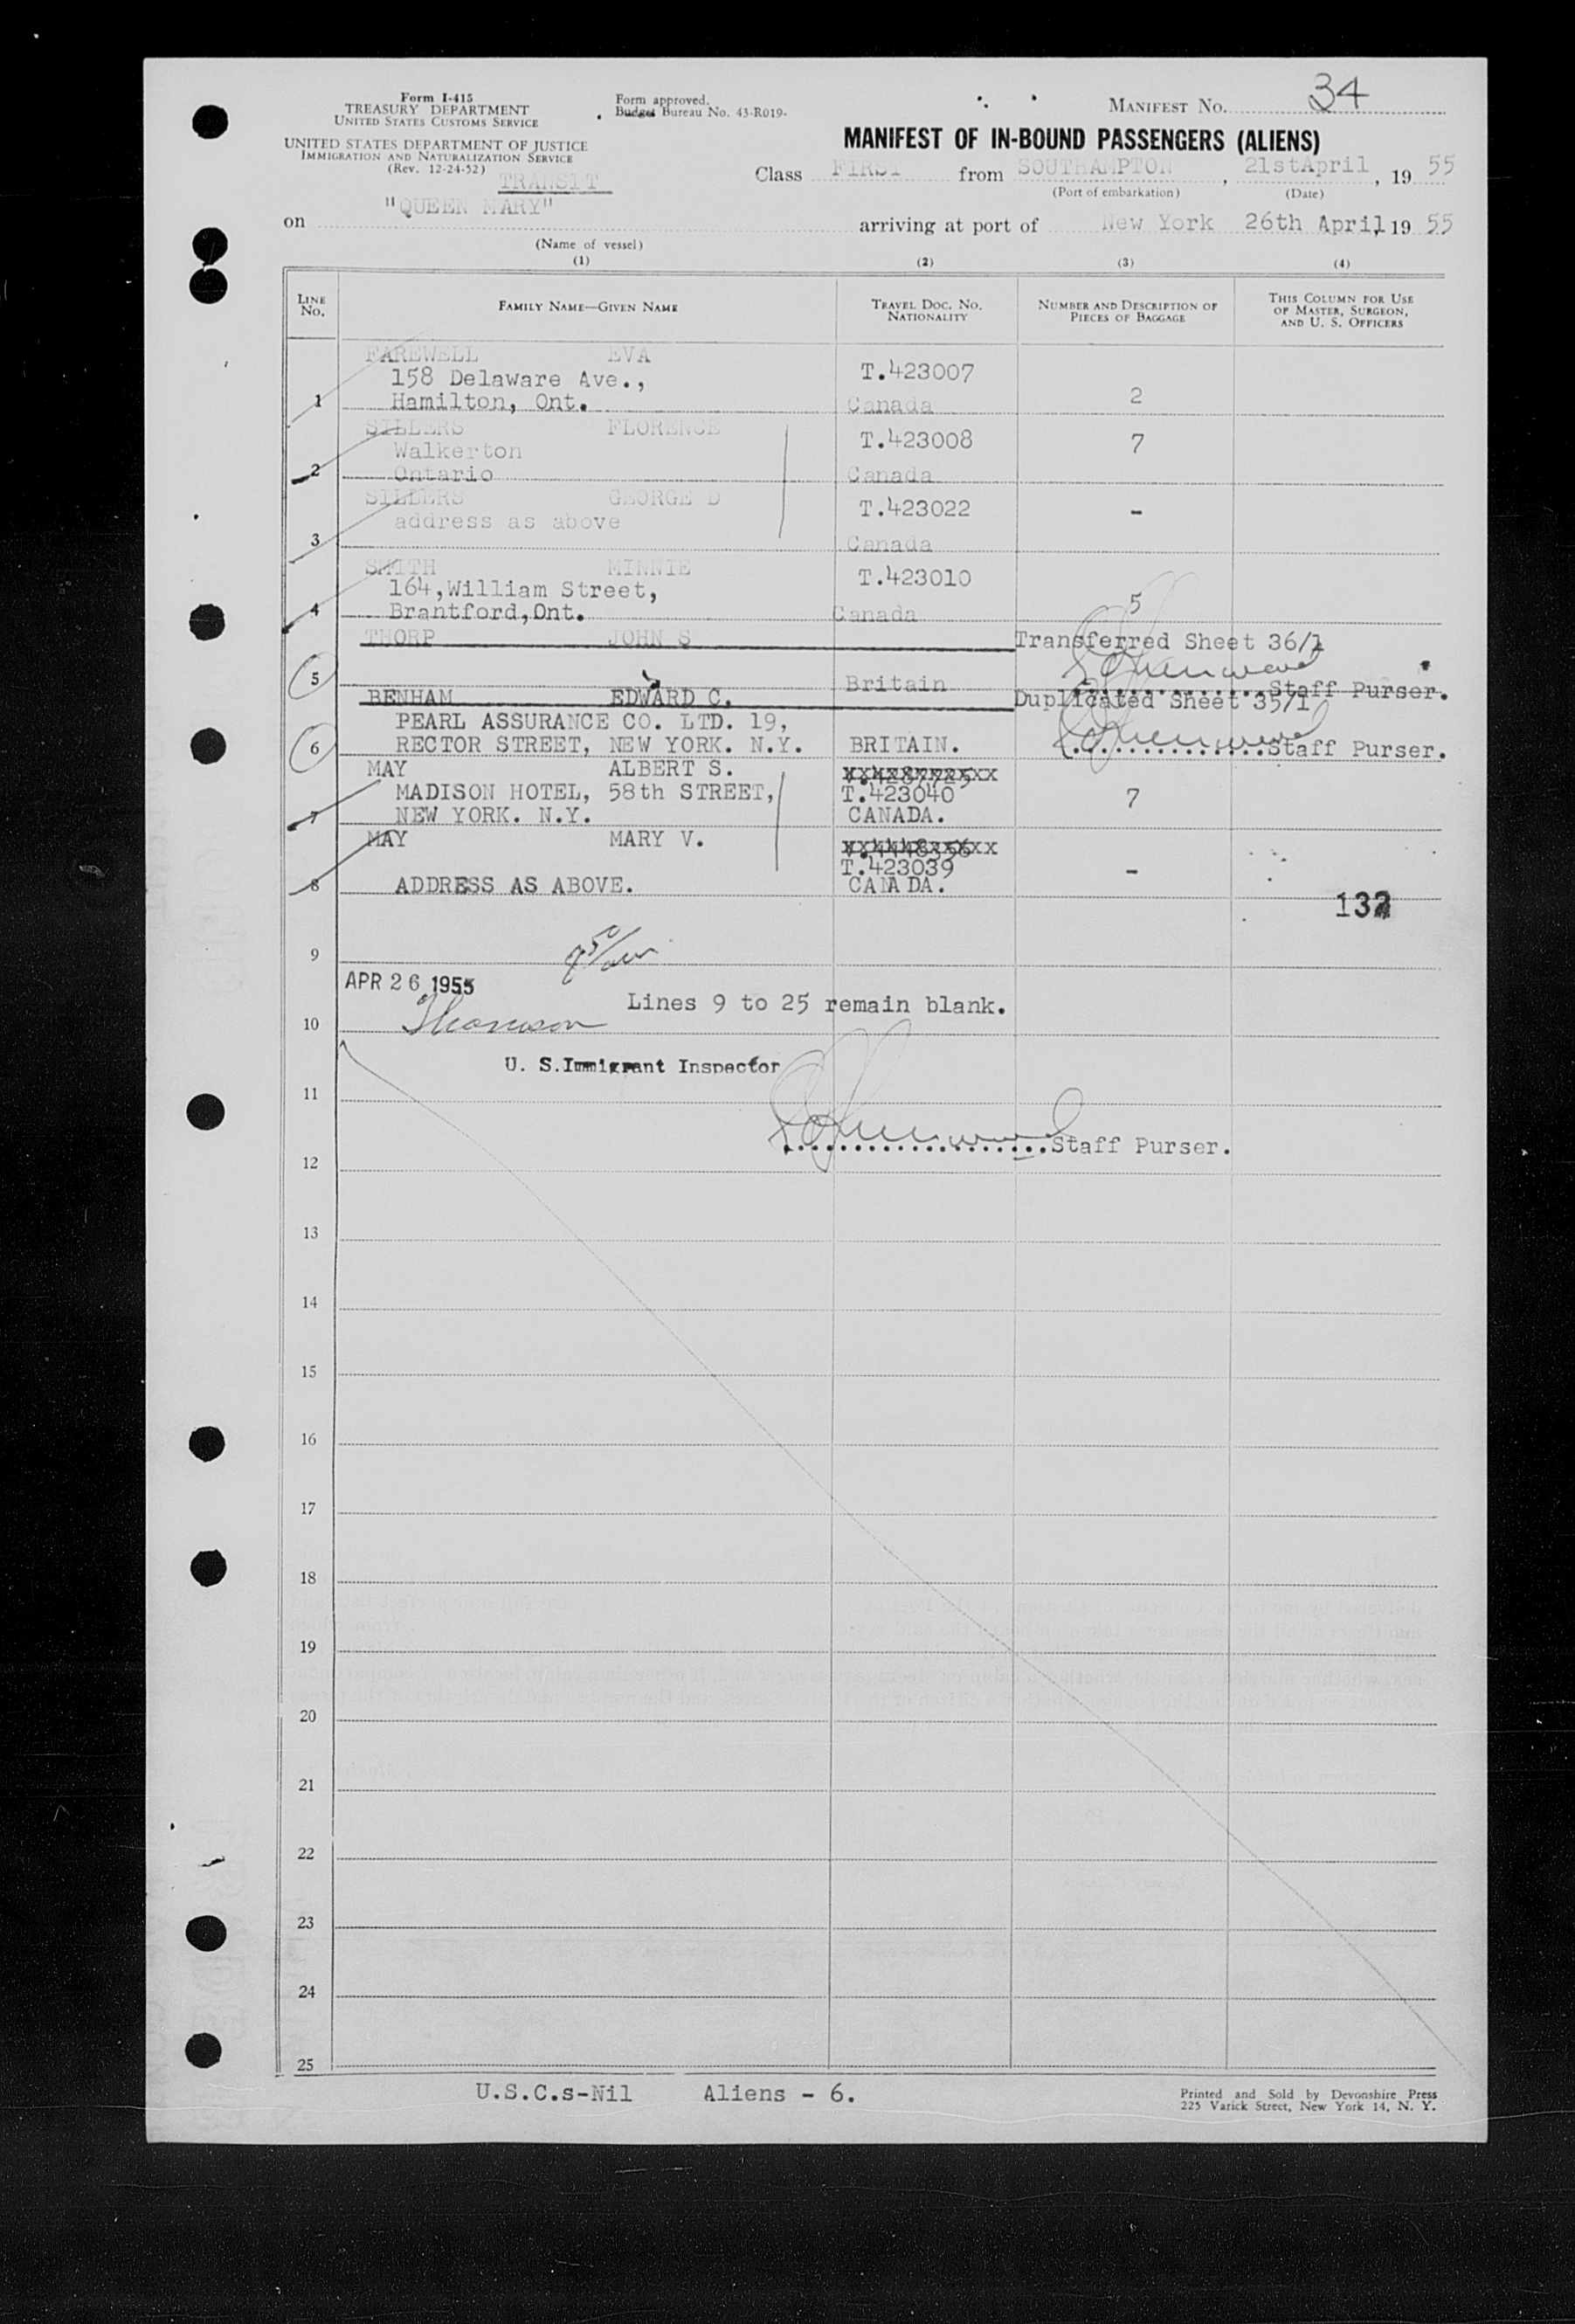 Form I-415
TREASURY DEPARTMENT
UNITED STATES CUSTOMS SERVICE
UNITED STATES DEPARTMENT OF JUSTICE
IMMIGRATION AND NATURALIZATION SERVICE
(Rev. 12-24-52)
TRANSIT
Form approved.
Budget Bureau No. 43-R019-
MANIFEST No. 34
MANIFEST OF IN-BOUND PASSENGERS (ALIENS)
Class FIRST from SOUTHAMPTON, 21stApril, 19 55
(Port of embarkation) (Date)
on "QUEEN MARY" arriving at port of New York 26th April, 19 55
(Name of vessel)
(1) (2) (3) (4)
LINE No. FAMILY NAME—GIVEN NAME TRAVEL DOC. NO. NATIONALITY NUMBER AND DESCRIPTION OF PIECES OF BAGGAGE THIS COLUMN FOR USE OF MASTER, SURGEON, AND U. S. OFFICERS
FAREWELL EVA
158 Delaware Ave., T.423007
1 Hamilton, Ont. Canada 2
SILLERS FLORENCE T.423008 7
Walkerton
2 Ontario Canada
SILLERS GEORGE D T.423022 -
address as above
3 Canada
SMITH MINNIE T.423010
164,William Street, 5
4 Brantford,Ont. Canada
THORP JOHN S Transferred Sheet 36/1
5 Britain Staff Purser.
BENHAM EDWARD C. Duplicated Sheet 35/1
PEARL ASSURANCE CO. LTD. 19,
6 RECTOR STREET, NEW YORK. N.Y. BRITAIN. Staff Purser.
MAY ALBERT S.
MADISON HOTEL, 58th STREET, T.423040 7
7 NEW YORK. N.Y. CANADA.
MAY MARY V.
T.423039 -
8 ADDRESS AS ABOVE. CANADA.
132
9
APR 26 1955
Lines 9 to 25 remain blank.
10
U. S. Immigrant Inspector
11
Staff Purser.
12
13
14
15
16
17
18
19
20
21
22
23
24
25
U.S.C.s-Nil Aliens - 6.
Printed and Sold by Devonshire Press
225 Varick Street, New York 14, N. Y.